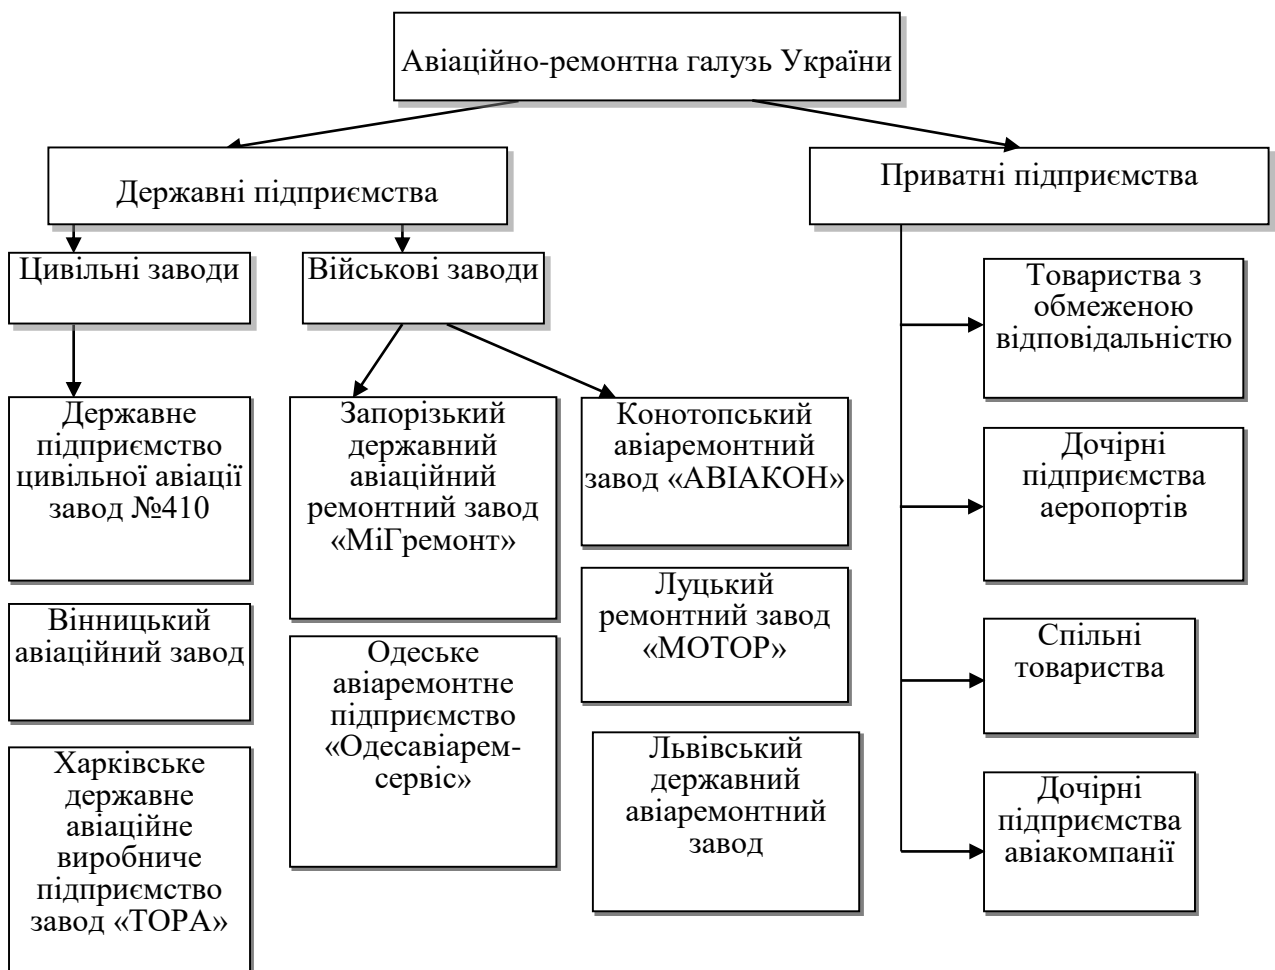 Авіаційно-ремонтна галузь України
Державні підприємства
Приватні підприємства
Цивільні заводи
Військові заводи
Державне
підприємство
цивільної авіації
завод №410
Вінницький
авіаційний завод
Харківське
державне
авіаційне
виробниче
підприємство
завод «ТОРА»
Запорізький
державний
авіаційний
ремонтний завод
«МіГремонт»
Одеське
авіаремонтне
підприємство
«Одесавіарем-
сервіс»
Конотопський
авіаремонтний
завод «АВІАКОН»
Луцький
ремонтний завод
«МОТОР»
Львівський
державний
авіаремонтний
завод
Товариства з
обмеженою
відповідальністю
Дочірні
підприємства
аеропортів
Спільні
товариства
Дочірні
підприємства
авіакомпанії